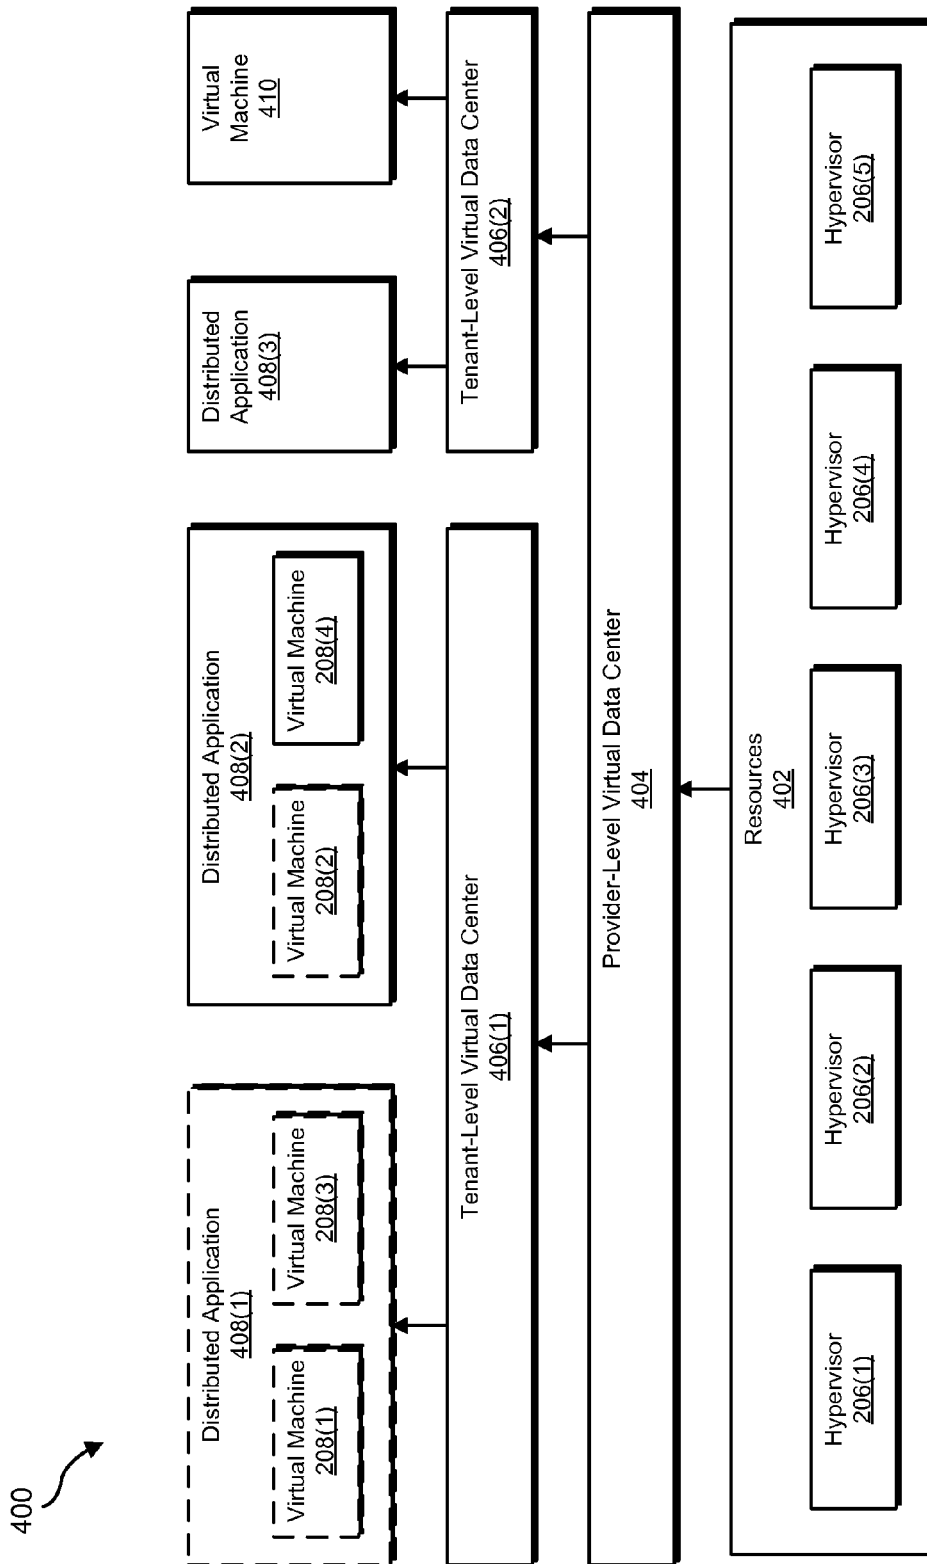 400
Distributed Application
408(1)
Virtual Machine
208(1)
Virtual Machine
208(3)
Distributed Application
408(2)
Virtual Machine
208(2)
Virtual Machine
208(4)
Distributed
Application
408(3)
Virtual
Machine
410
Tenant-Level Virtual Data Center
406(1)
Tenant-Level Virtual Data Center
406(2)
Provider-Level Virtual Data Center
404
Resources
402
Hypervisor
206(1)
Hypervisor
206(2)
Hypervisor
206(3)
Hypervisor
206(4)
Hypervisor
206(5)